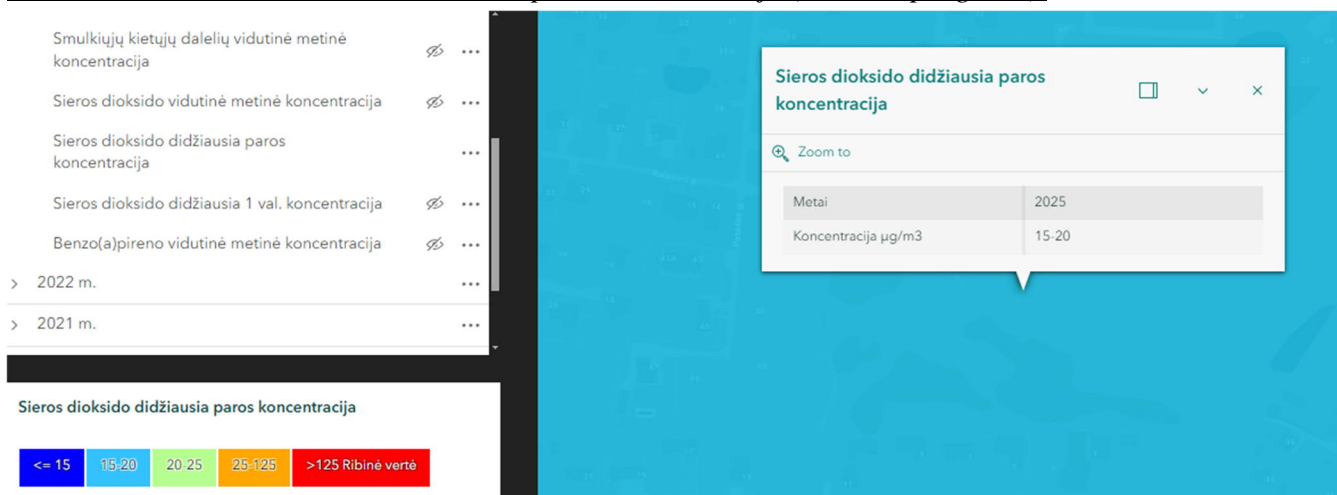 Smulkiųjų kietųjų dalelių vidutinė metinė
koncentracija
Sieros dioksido vidutinė metinė koncentracija
Sieros dioksido didžiausia paros
koncentracija
Sieros dioksido didžiausia 1 val. koncentracija
Benzo(a)pireno vidutinė metinė koncentracija
2022 m.
2021 m.
Sieros dioksido didžiausia paros koncentracija
<= 15 15-20 20-25 25-125 >125 Ribinė vertė
Sieros dioksido didžiausia paros
koncentracija
Zoom to
Metai 2025
Koncentracija µg/m3 15-20